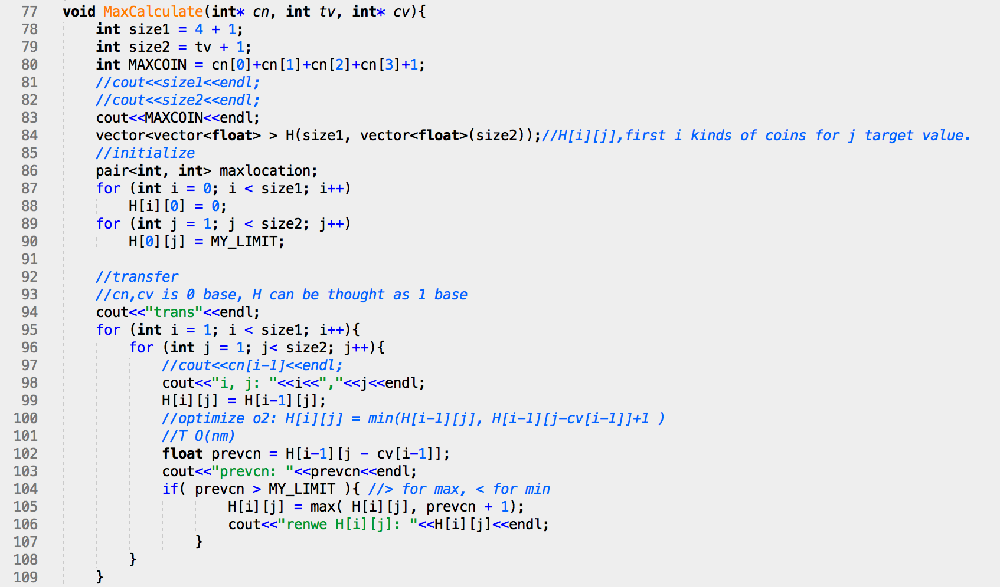 77 void MaxCalculate(int* cn, int tv, int* cv){
78     int size1 = 4 + 1;
79     int size2 = tv + 1;
80     int MAXCOIN = cn[0]+cn[1]+cn[2]+cn[3]+1;
81     //cout<<size1<<endl;
82     //cout<<size2<<endl;
83     cout<<MAXCOIN<<endl;
84     vector<vector<float> > H(size1, vector<float>(size2));//H[i][j],first i kinds of coins for j target value.
85     //initialize
86     pair<int, int> maxlocation;
87     for (int i = 0; i < size1; i++)
88         H[i][0] = 0;
89     for (int j = 1; j < size2; j++)
90         H[0][j] = MY_LIMIT;
91
92     //transfer
93     //cn,cv is 0 base, H can be thought as 1 base
94     cout<<"trans"<<endl;
95     for (int i = 1; i < size1; i++){
96         for (int j = 1; j< size2; j++){
97             //cout<<cn[i-1]<<endl;
98             cout<<"i, j: "<<i<<","<<j<<endl;
99             H[i][j] = H[i-1][j];
100             //optimize o2: H[i][j] = min(H[i-1][j], H[i-1][j-cv[i-1]]+1 )
101             //T O(nm)
102             float prevcn = H[i-1][j - cv[i-1]];
103             cout<<"prevcn: "<<prevcn<<endl;
104             if( prevcn > MY_LIMIT ){ //> for max, < for min
105                     H[i][j] = max( H[i][j], prevcn + 1);
106                     cout<<"renwe H[i][j]: "<<H[i][j]<<endl;
107                 }
108         }
109     }